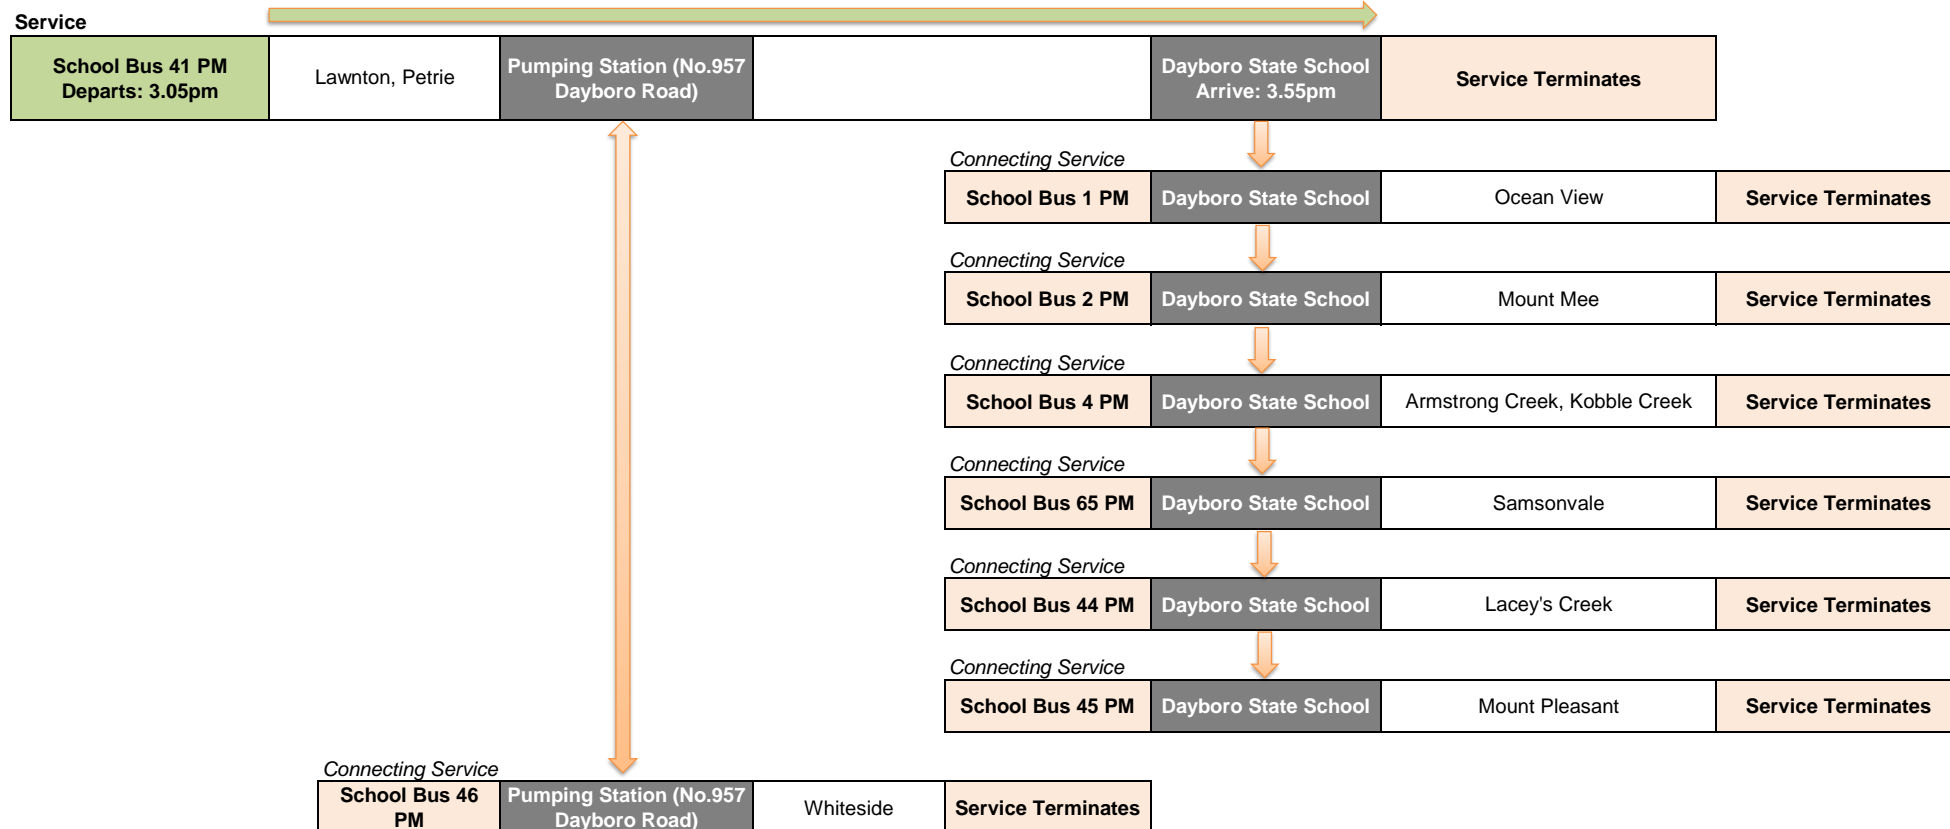 Service
School Bus 41 PM
Departs: 3.05pm
Lawnton, Petrie
Pumping Station (No.957
Dayboro Road)
Dayboro State School
Arrive: 3.55pm
Service Terminates
Connecting Service
School Bus 1 PM
Dayboro State School
Ocean View
Service Terminates
Connecting Service
School Bus 2 PM
Dayboro State School
Mount Mee
Service Terminates
Connecting Service
School Bus 4 PM
Dayboro State School
Armstrong Creek, Kobble Creek
Service Terminates
Connecting Service
School Bus 65 PM
Dayboro State School
Samsonvale
Service Terminates
Connecting Service
School Bus 44 PM
Dayboro State School
Lacey's Creek
Service Terminates
Connecting Service
School Bus 45 PM
Dayboro State School
Mount Pleasant
Service Terminates
Connecting Service
School Bus 46
PM
Pumping Station (No.957
Dayboro Road)
Whiteside
Service Terminates